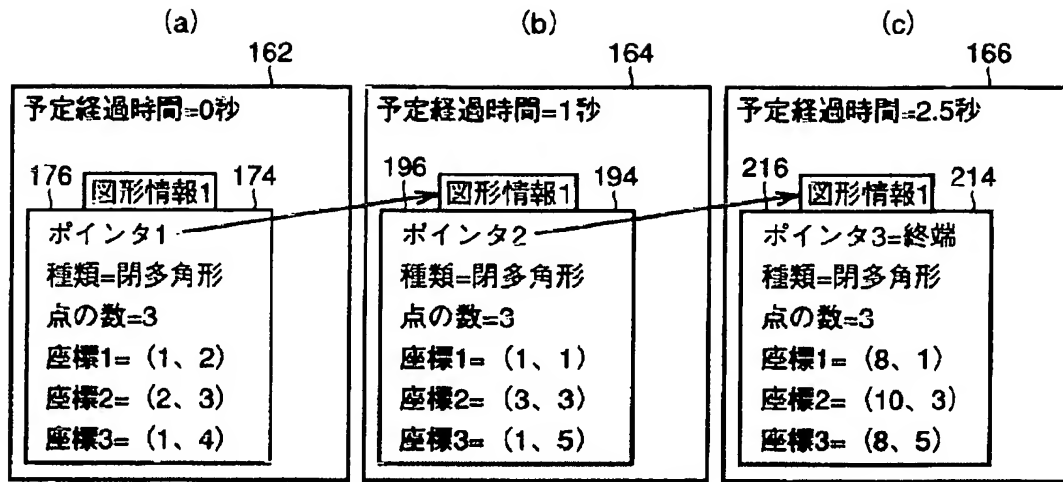 (a)
162
予定経過時間=0秒
176
図形情報1
174
ポインタ1
種類=閉多角形
点の数=3
座標1=（1、2）
座標2=（2、3）
座標3=（1、4）
(b)
164
予定経過時間=1秒
196
図形情報1
194
ポインタ2
種類=閉多角形
点の数=3
座標1=（1、1）
座標2=（3、3）
座標3=（1、5）
(c)
166
予定経過時間=2.5秒
216
図形情報1
214
ポインタ3=終端
種類=閉多角形
点の数=3
座標1=（8、1）
座標2=（10、3）
座標3=（8、5）